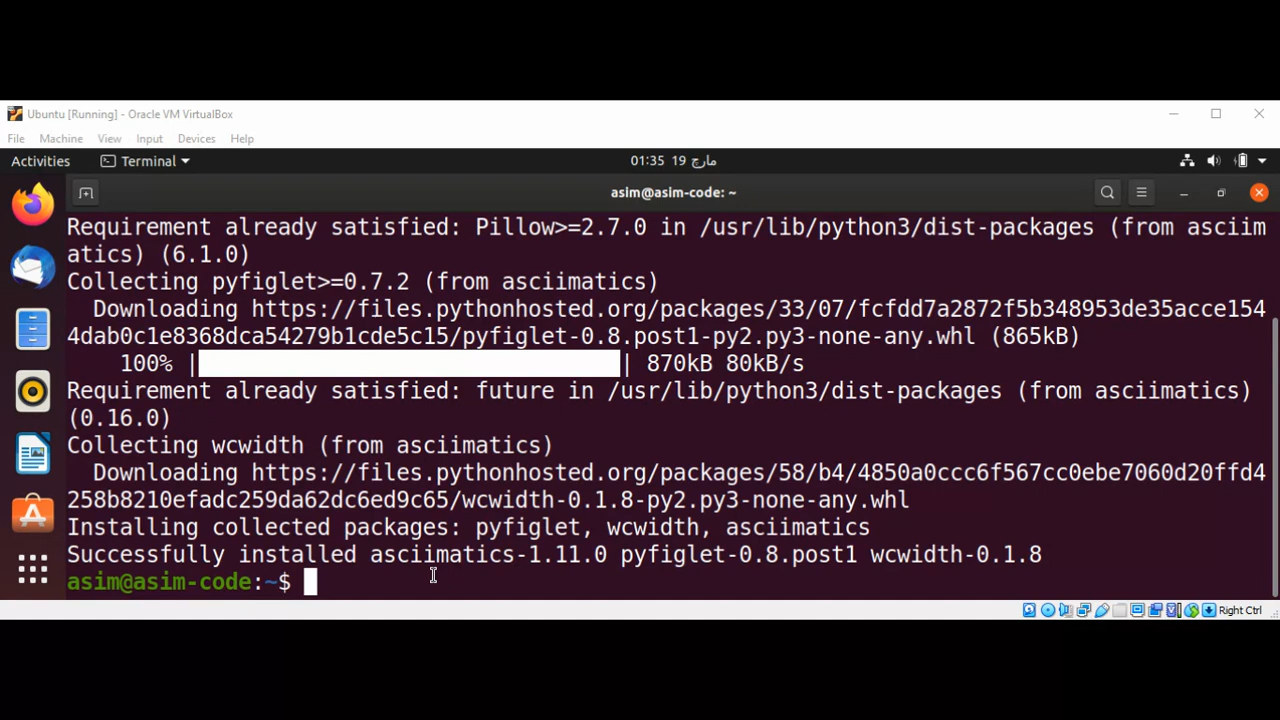 Ubuntu [Running] - Oracle VM VirtualBox
File Machine View Input Devices Help
Activities Terminal 01:35 19 مارچ
asim@asim-code: ~
Requirement already satisfied: Pillow>=2.7.0 in /usr/lib/python3/dist-packages (from asciim
atics) (6.1.0)
Collecting pyfiglet>=0.7.2 (from asciimatics)
  Downloading https://files.pythonhosted.org/packages/33/07/fcfdd7a2872f5b348953de35acce154
4dab0c1e8368dca54279b1cde5c15/pyfiglet-0.8.post1-py2.py3-none-any.whl (865kB)
    100% | | 870kB 80kB/s
Requirement already satisfied: future in /usr/lib/python3/dist-packages (from asciimatics)
(0.16.0)
Collecting wcwidth (from asciimatics)
  Downloading https://files.pythonhosted.org/packages/58/b4/4850a0ccc6f567cc0ebe7060d20ffd4
258b8210efadc259da62dc6ed9c65/wcwidth-0.1.8-py2.py3-none-any.whl
Installing collected packages: pyfiglet, wcwidth, asciimatics
Successfully installed asciimatics-1.11.0 pyfiglet-0.8.post1 wcwidth-0.1.8
asim@asim-code:~$
Right Ctrl